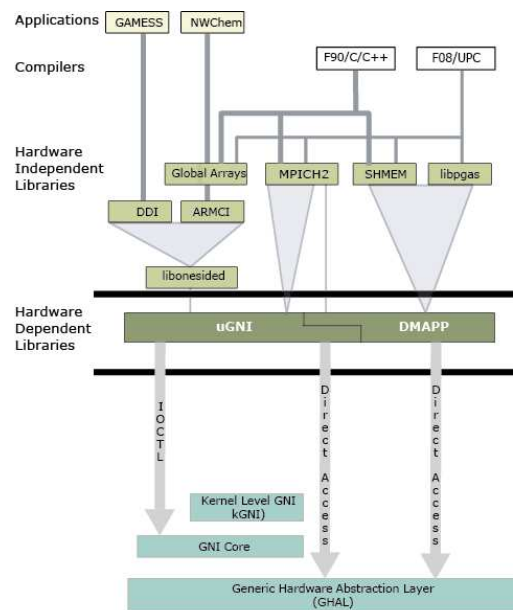 Applications
GAMESS
NWChem
Compilers
F90/C/C++
F08/UPC
Hardware
Independent
Libraries
Global Arrays
MPICH2
SHMEM
libpgas
DDI
ARMCI
libonesided
Hardware
Dependent
Libraries
uGNI
DMAPP
IOCTL
Direct Access
Direct Access
Kernel Level GNI
kGNI)
GNI Core
Generic Hardware Abstraction Layer
(GHAL)